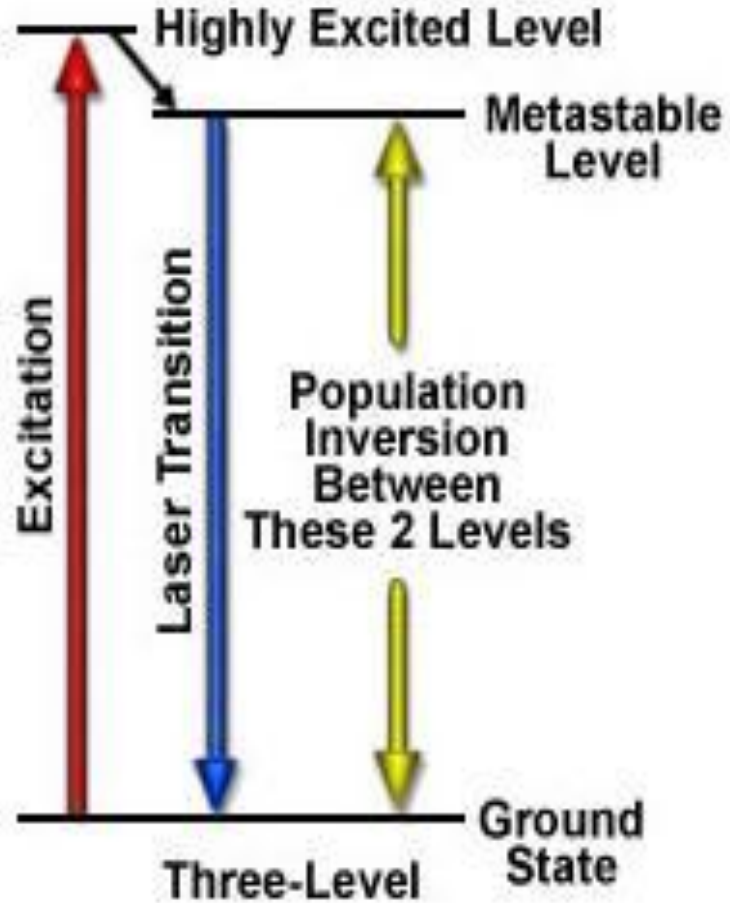 Highly Excited Level
Metastable
Level
Excitation
Laser Transition
Population
Inversion
Between
These 2 Levels
Ground
State
Three-Level